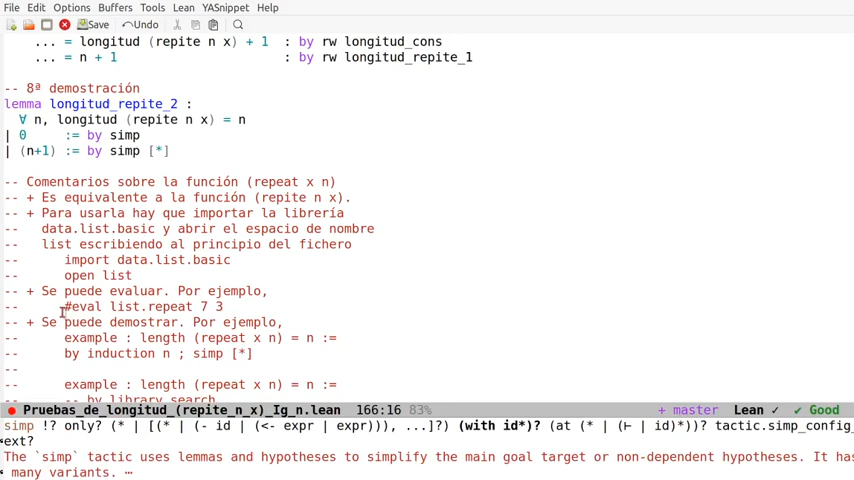 File Edit Options Buffers Tools Lean YASnippet Help
Save Undo
... = longitud (repite n x) + 1 : by rw longitud_cons
... = n + 1 : by rw longitud_repite_1
-- 8ª demostración
lemma longitud_repite_2 :
∀ n, longitud (repite n x) = n
| 0 := by simp
| (n+1) := by simp [*]
-- Comentarios sobre la función (repeat x n)
-- + Es equivalente a la función (repite n x).
-- + Para usarla hay que importar la librería
-- data.list.basic y abrir el espacio de nombre
-- list escribiendo al principio del fichero
-- import data.list.basic
-- open list
-- + Se puede evaluar. Por ejemplo,
-- #eval list.repeat 7 3
-- + Se puede demostrar. Por ejemplo,
-- example : length (repeat x n) = n :=
-- by induction n ; simp [*]
--
-- example : length (repeat x n) = n :=
-- -- by library_search
Pruebas_de_longitud_(repite_n_x)_Ig_n.lean 166:16 83% + master Lean ✓ ✓ Good
simp !? only? (* | [(* | (- id | (<- expr | expr))), ...]?) (with id*)? (at (* | (⊢ | id)*))? tactic.simp_config_
ext?
The `simp` tactic uses lemmas and hypotheses to simplify the main goal target or non-dependent hypotheses. It has
many variants. ⋯